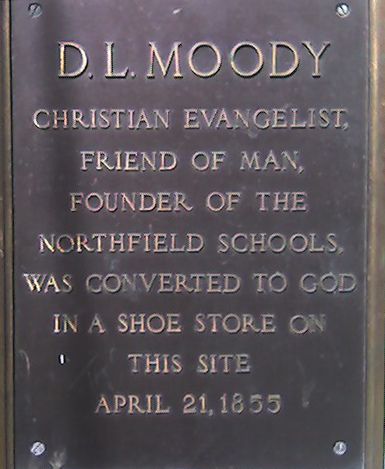 D. L. MOODY
CHRISTIAN EVANGELIST,
FRIEND OF MAN,
FOUNDER OF THE
NORTHFIELD SCHOOLS,
WAS CONVERTED TO GOD
IN A SHOE STORE ON
THIS SITE
APRIL 21, 1855